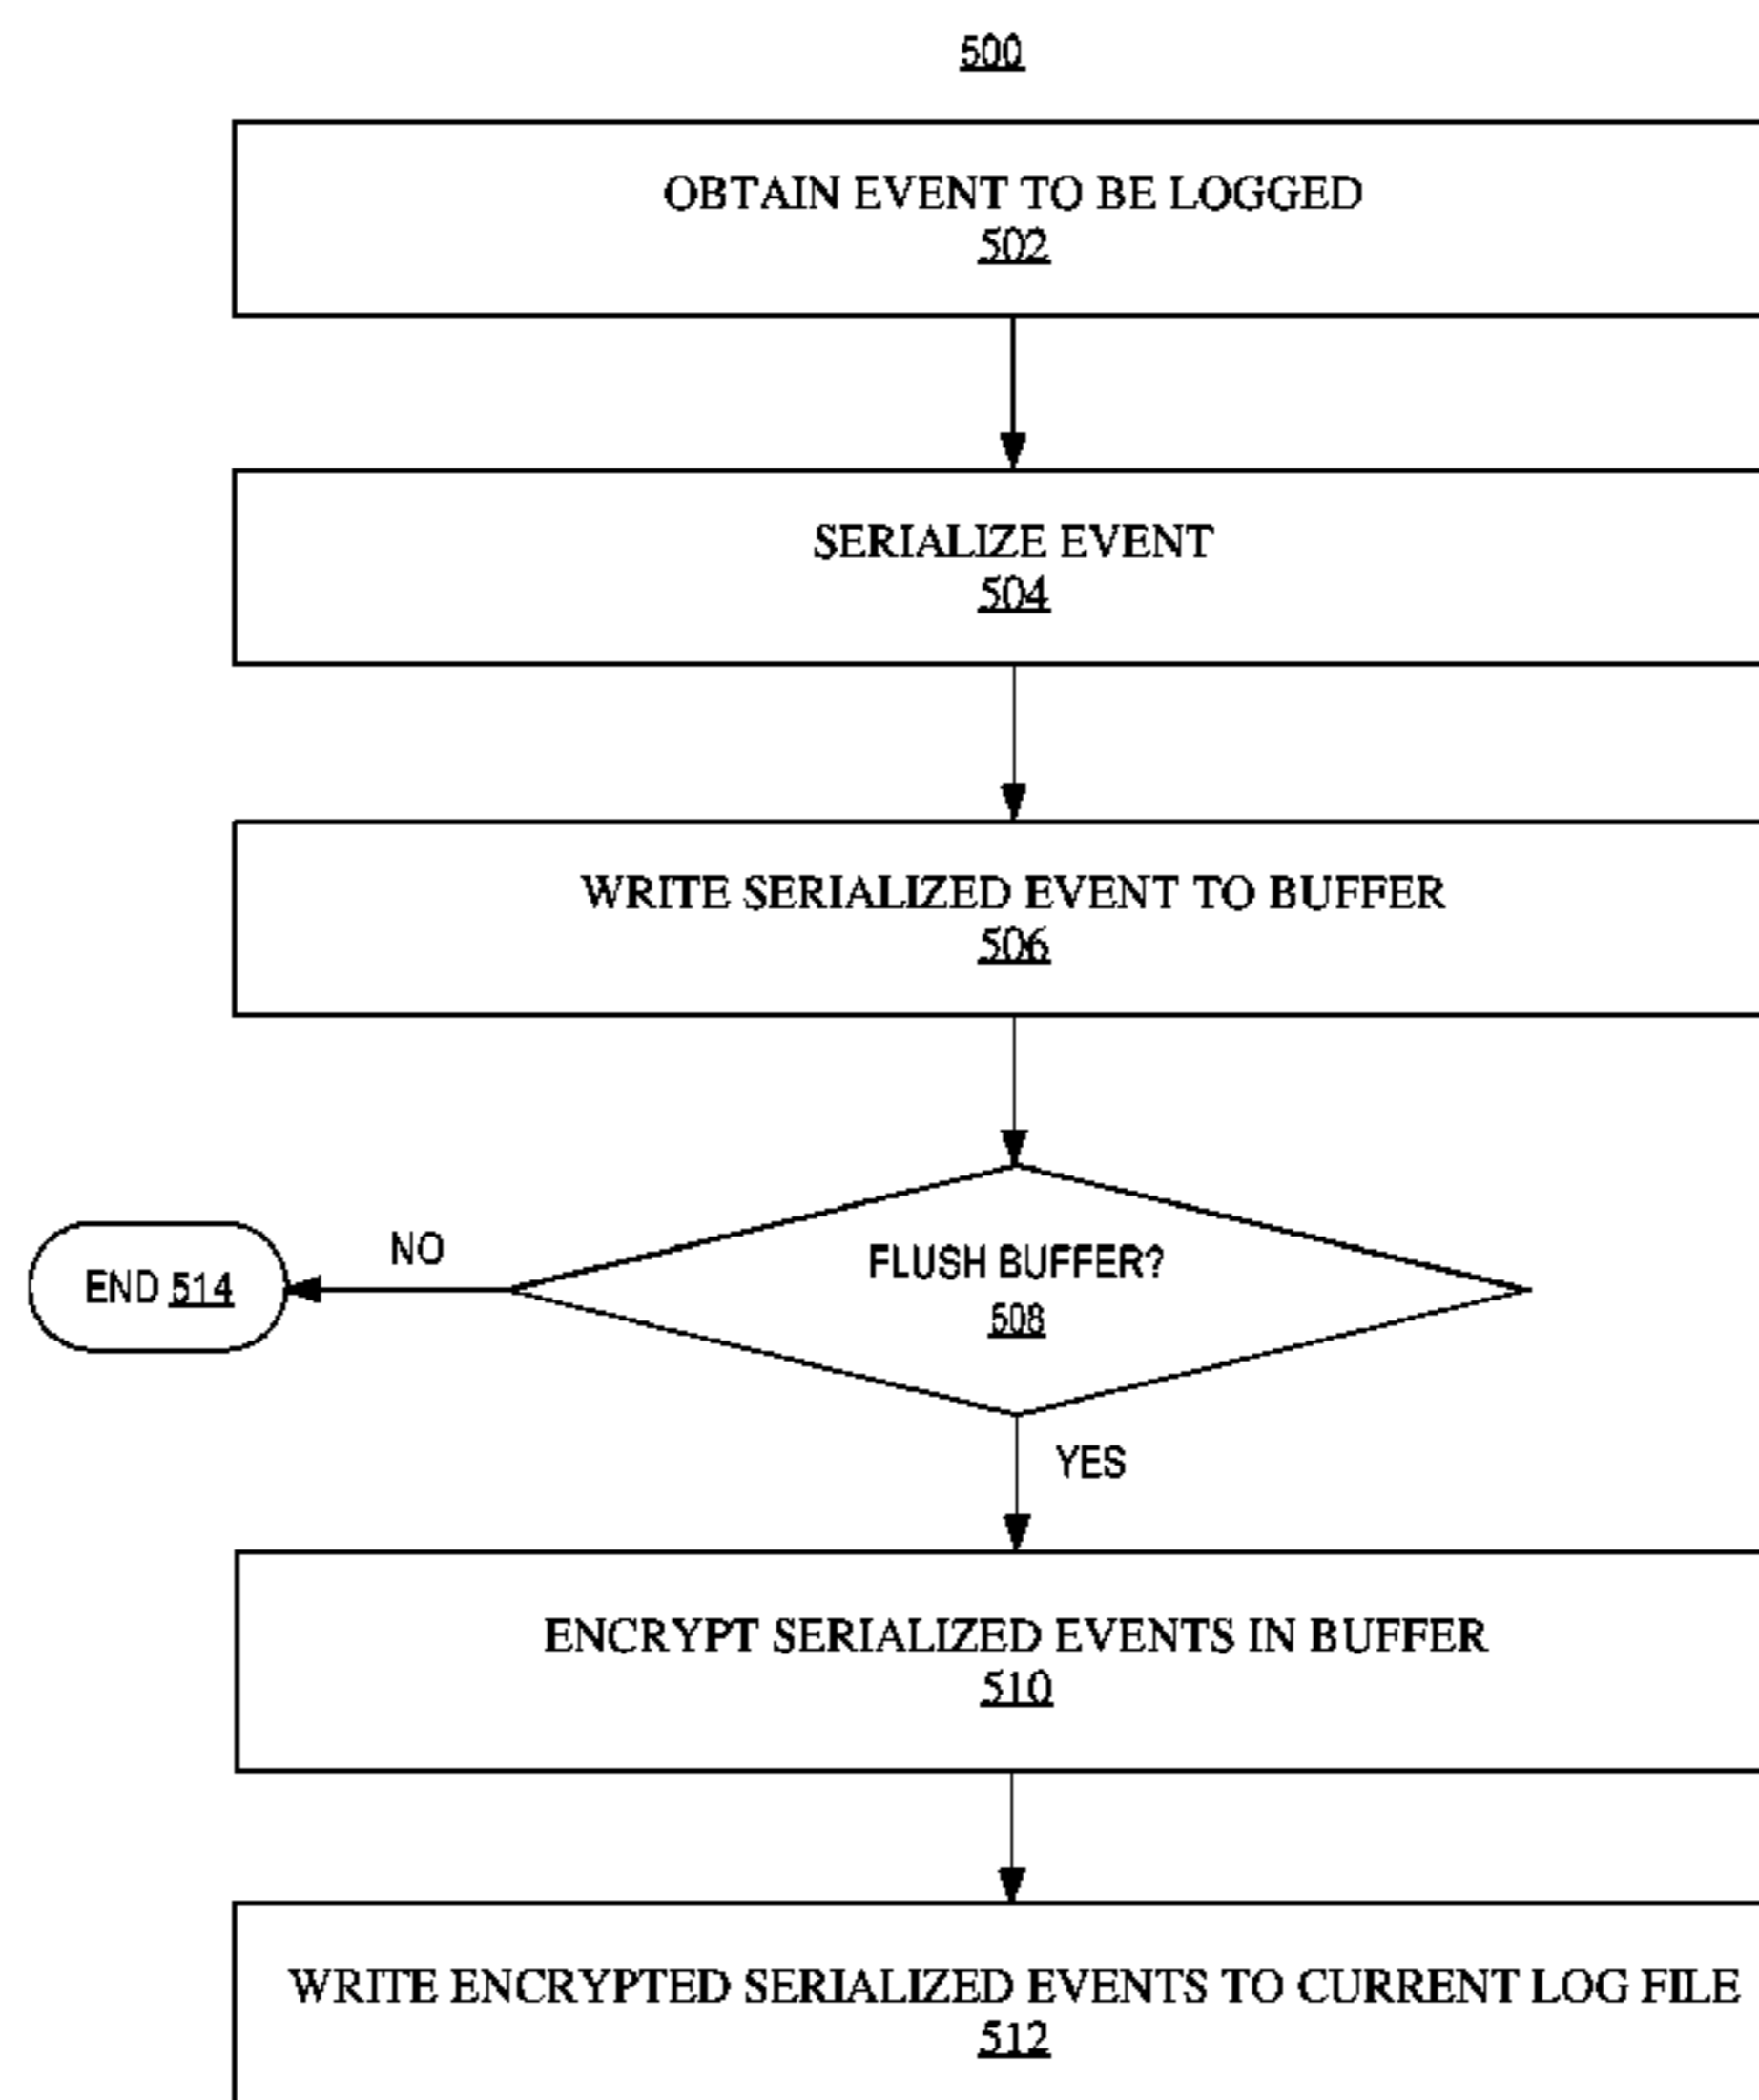 500
OBTAIN EVENT TO BE LOGGED
502
SERIALIZE EVENT
504
WRITE SERIALIZED EVENT TO BUFFER
506
FLUSH BUFFER?
508
NO
END 514
YES
ENCRYPT SERIALIZED EVENTS IN BUFFER
510
WRITE ENCRYPTED SERIALIZED EVENTS TO CURRENT LOG FILE
512